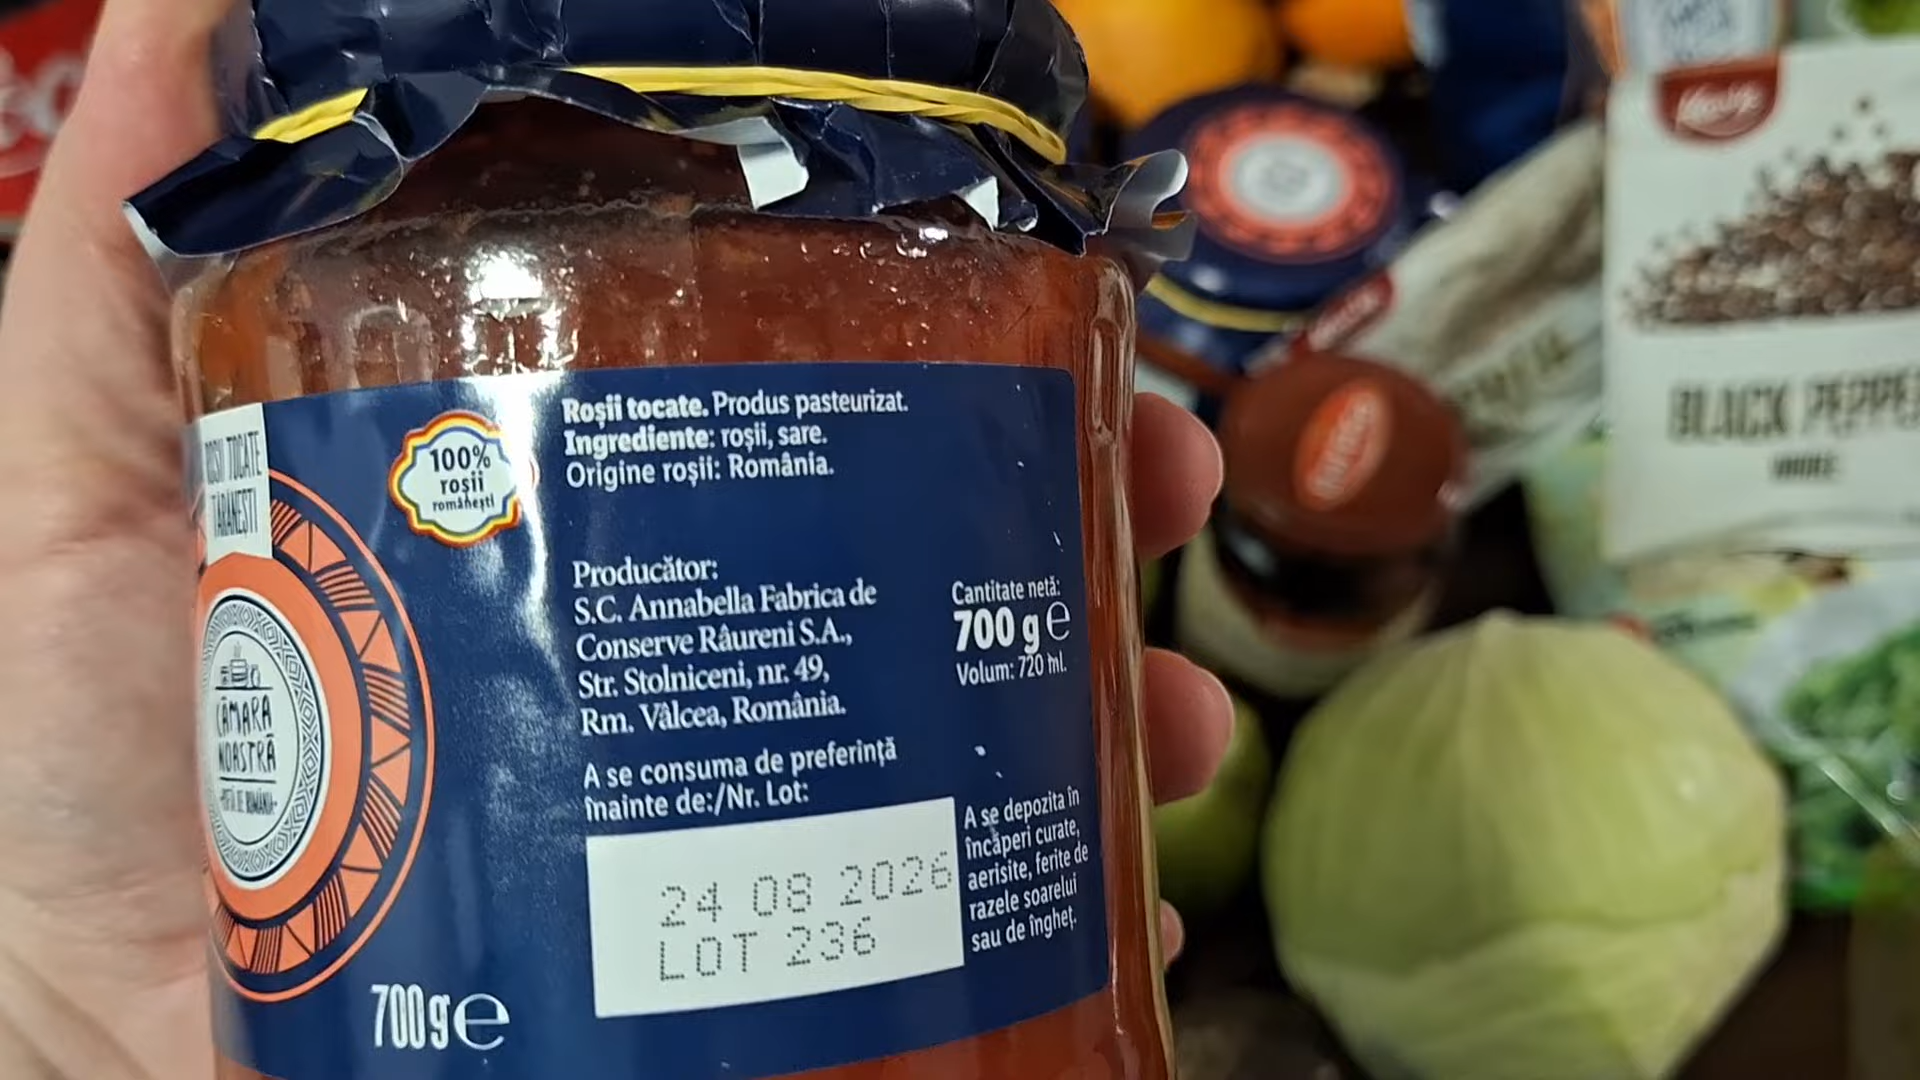 ROȘII TOCATE
ȚĂRĂNEȘTI
CĂMARA
NOASTRĂ
100%
roșii
românești
Roșii tocate. Produs pasteurizat.
Ingrediente: roșii, sare.
Origine roșii: România.
Producător:
S.C. Annabella Fabrica de
Conserve Râureni S.A.,
Str. Stolniceni, nr. 49,
Rm. Vâlcea, România.
Cantitate netă:
700 g e
Volum: 720 ml.
A se consuma de preferință
înainte de:/Nr. Lot:
24 08 2026
LOT 236
A se depozita în
încăperi curate,
aerisite, ferite de
razele soarelui
sau de îngheț.
700g e
BLACK PEPPE